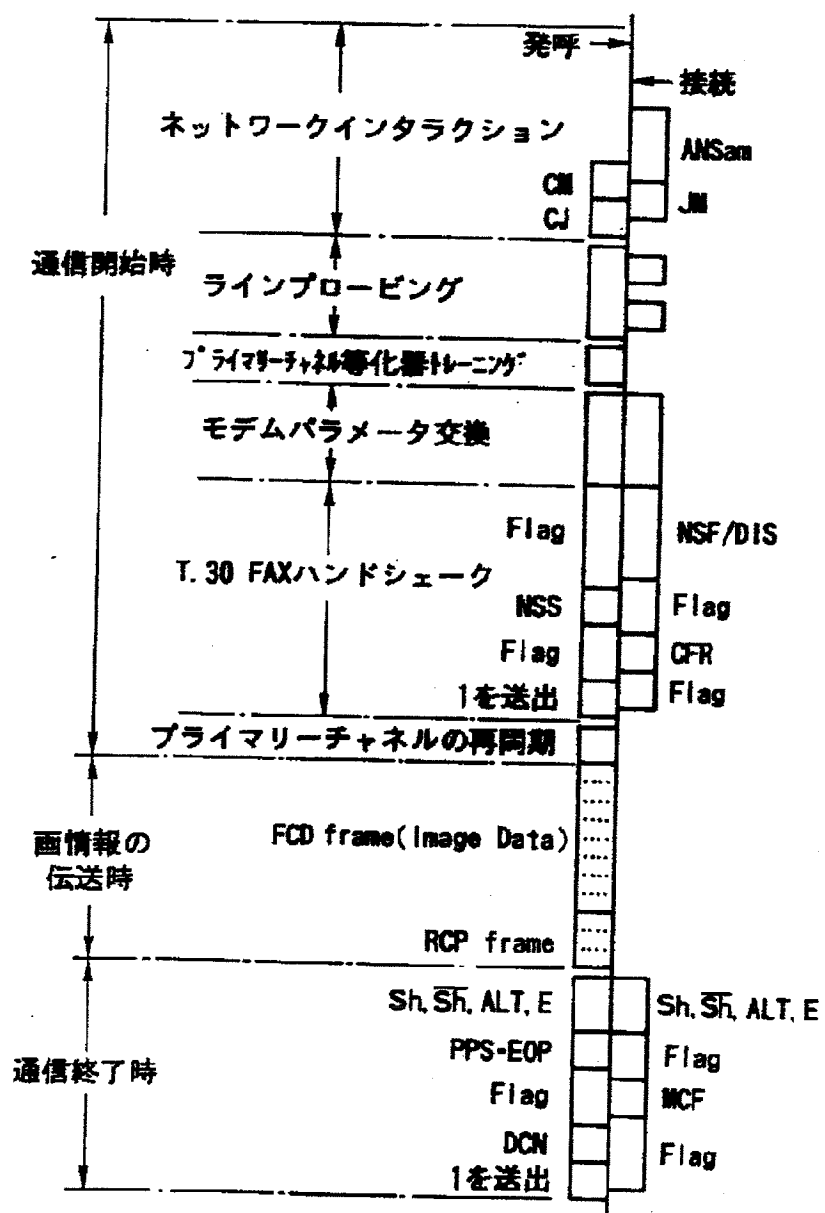 発呼
接続
ネットワークインタラクション
ANSam
CM
JM
CJ
通信開始時
ラインプロービング
プライマリーチャネル等化器トレーニング
モデムパラメータ交換
Flag
NSF/DIS
T.30 FAXハンドシェーク
NSS
Flag
Flag
CFR
1を送出
Flag
プライマリーチャネルの再同期
画情報の
伝送時
FCD frame(Image Data)
RCP frame
Sh, S̅h̅, ALT, E
Sh, S̅h̅, ALT, E
PPS-EOP
Flag
通信終了時
Flag
MCF
DCN
Flag
1を送出